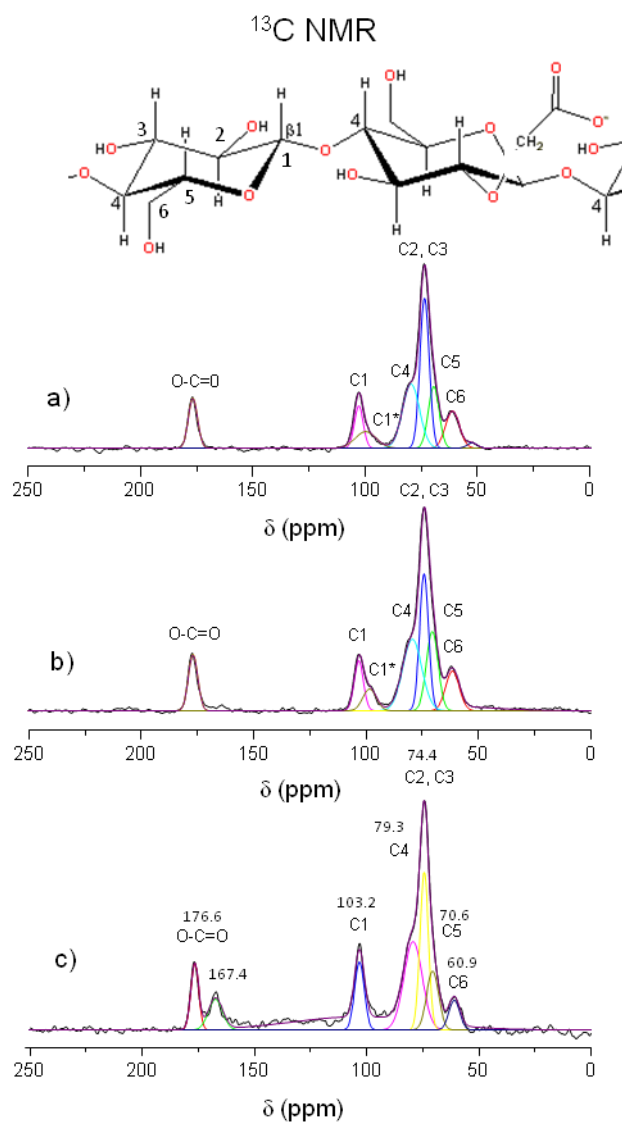 ¹³C NMR
OH
O
H
H
4
O⁻
H
3
2
OH
β1
H
CH₂
HO
H
1
O
HO
O
5
H
O
HO
H
O
O
4
6
O
H
H
4
H
OH
H
C2, C3
C4
C5
O-C=0
C1
C6
a)
C1*
250 200 150 100 50 0
C2, C3
δ (ppm)
C4
C5
O-C=O
C1
C6
b)
C1*
250 200 150 100 50 0
74.4
δ (ppm)
C2, C3
79.3
C4
176.6
103.2
70.6
O-C=O
C1
C5
167.4
60.9
c)
C6
250 200 150 100 50 0
δ (ppm)